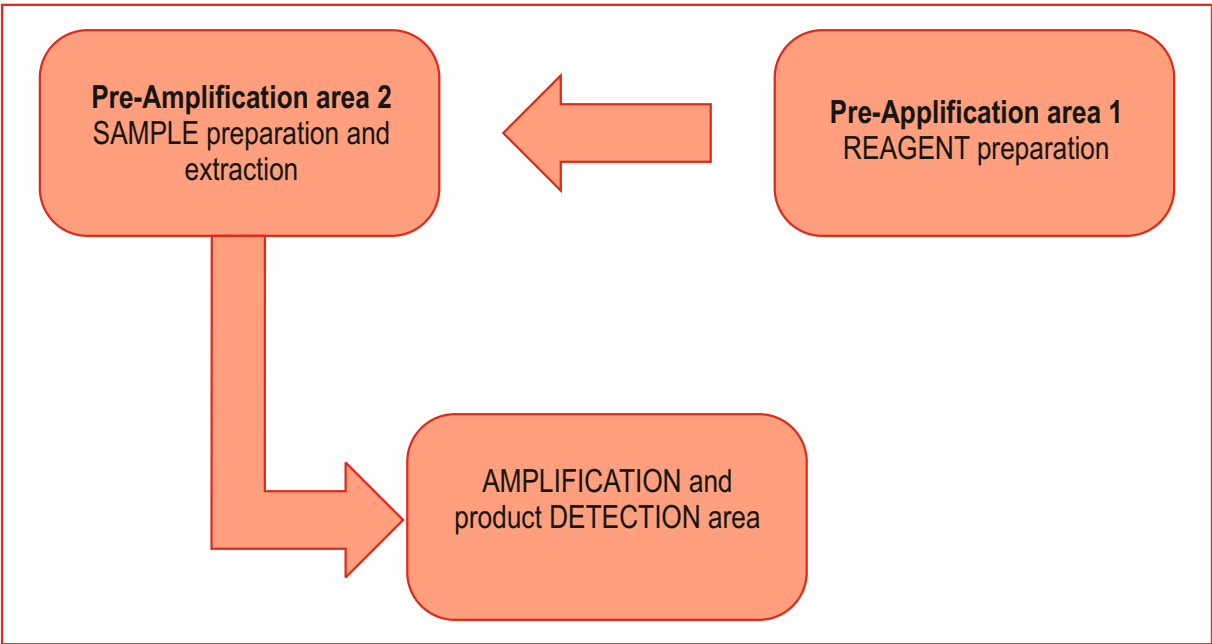 Pre-Amplification area 2
SAMPLE preparation and
extraction
Pre-Applification area 1
REAGENT preparation
AMPLIFICATION and
product DETECTION area